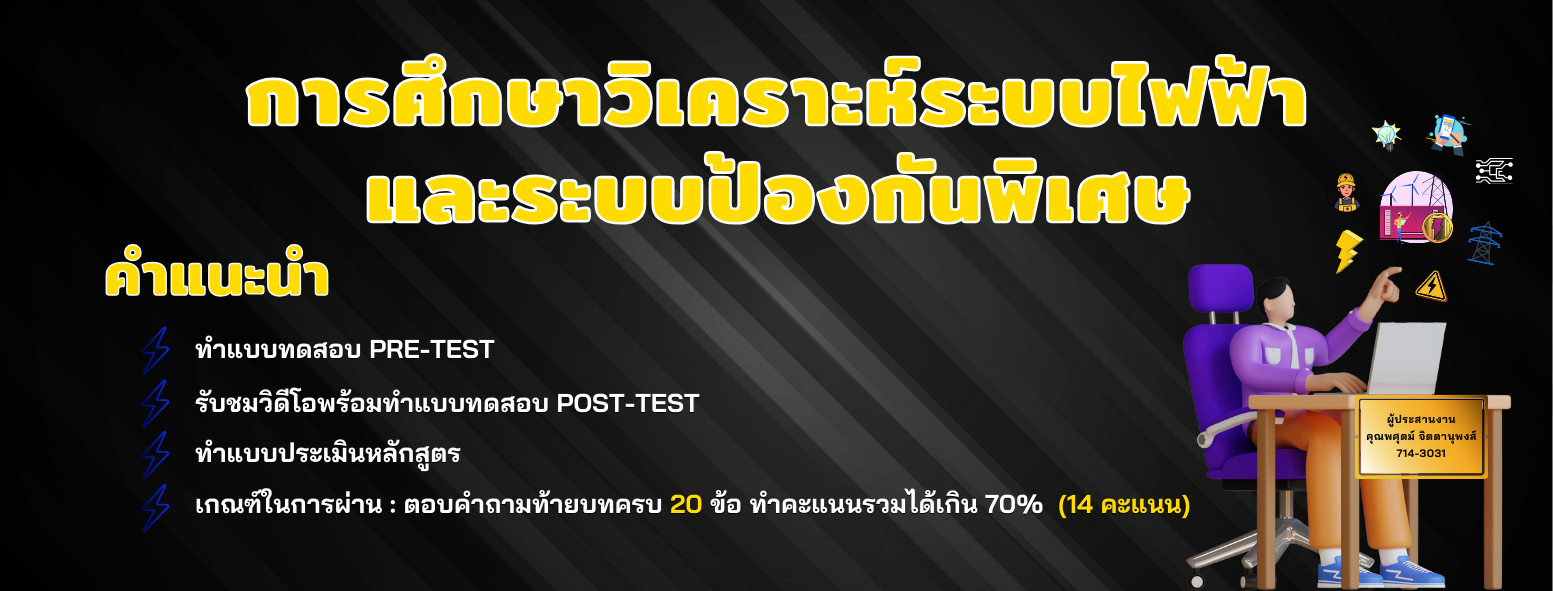 การศึกษาวิเคราะห์ระบบไฟฟ้า
และระบบป้องกันพิเศษ
คำแนะนำ
ทำแบบทดสอบ PRE-TEST
รับชมวิดีโอพร้อมทำแบบทดสอบ POST-TEST
ทำแบบประเมินหลักสูตร
เกณฑ์ในการผ่าน : ตอบคำถามท้ายบทครบ 20 ข้อ ทำคะแนนรวมได้เกิน 70% (14 คะแนน)
ผู้ประสานงาน
คุณพศุตม์ จิตตานุพงส์
714-3031